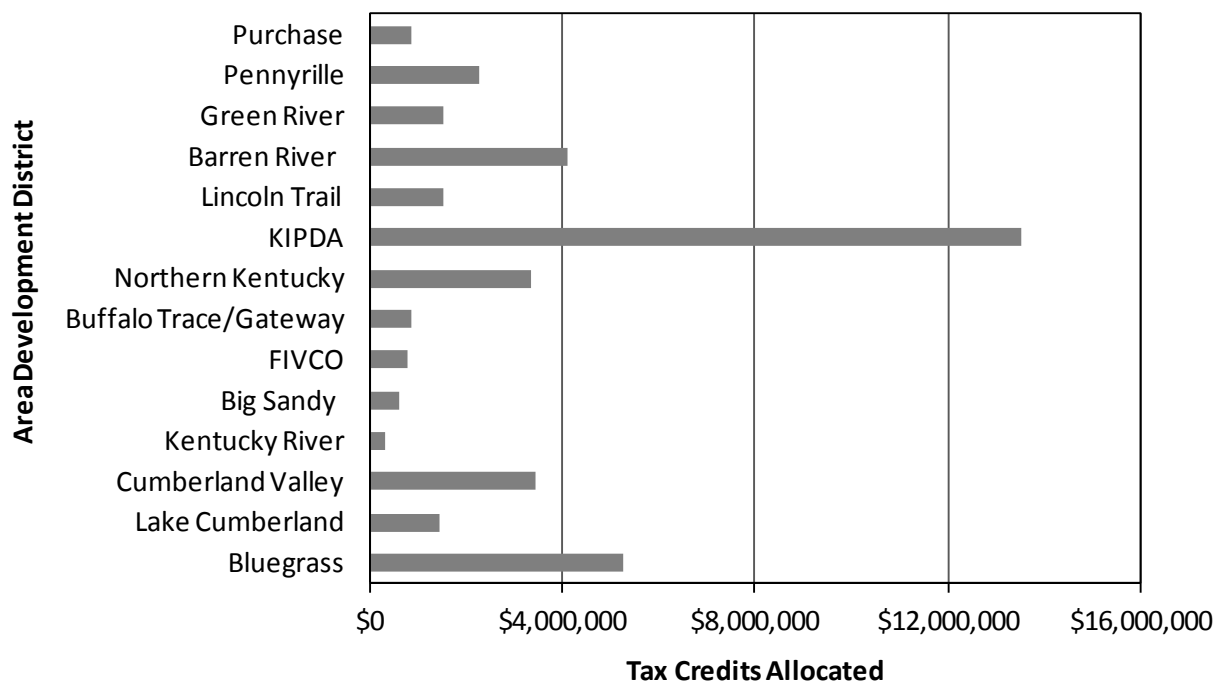 Area Development District
Purchase
Pennyrille
Green River
Barren River
Lincoln Trail
KIPDA
Northern Kentucky
Buffalo Trace/Gateway
FIVCO
Big Sandy
Kentucky River
Cumberland Valley
Lake Cumberland
Bluegrass
$0 $4,000,000 $8,000,000 $12,000,000 $16,000,000
Tax Credits Allocated